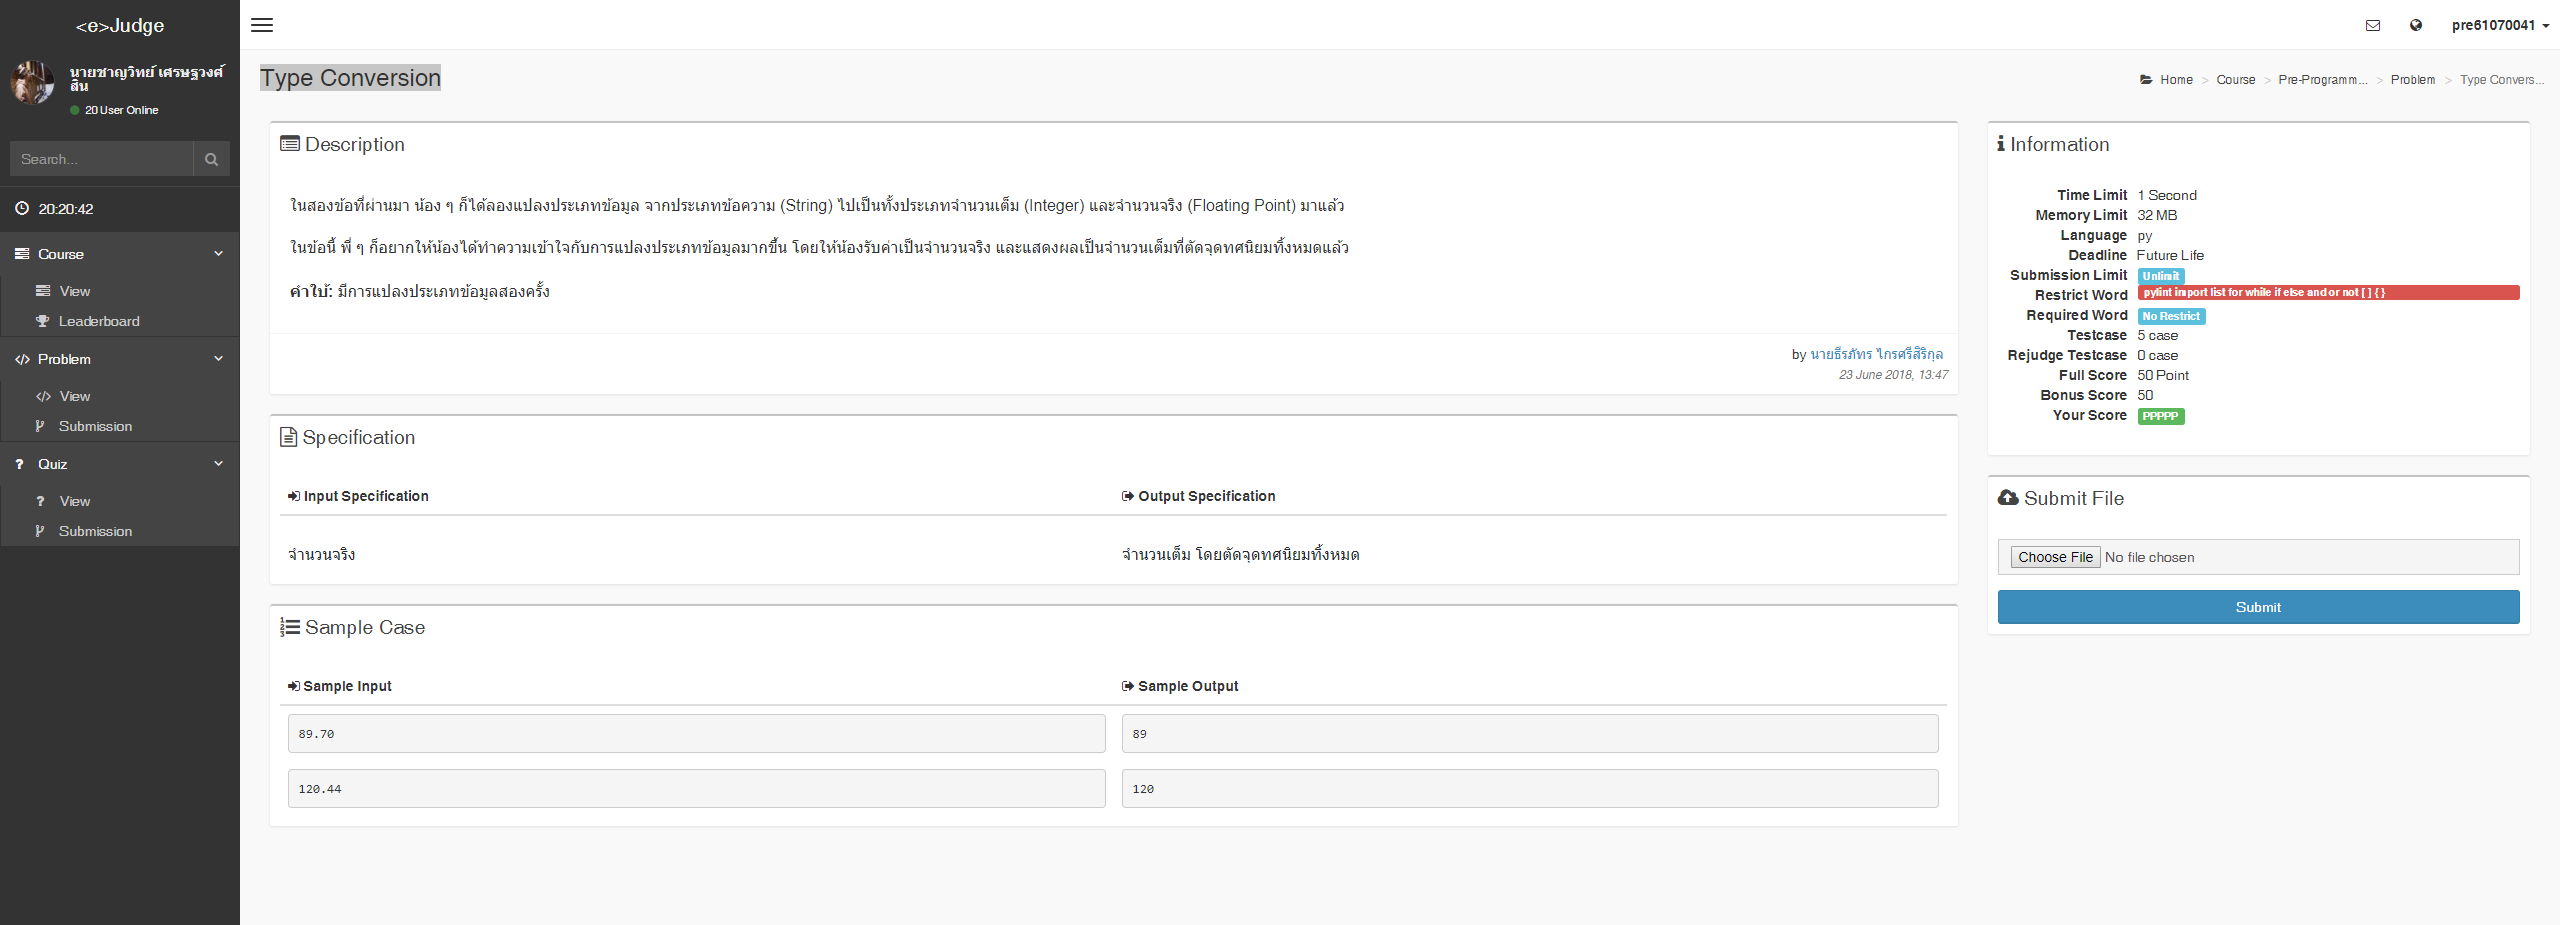 <e>Judge
pre61070041
นายชาญวิทย์ เศรษฐวงศ์
สิน
20 User Online
Search...
20:20:42
Course
View
Leaderboard
Problem
View
Submission
Quiz
View
Submission
Type Conversion
Home > Course > Pre-Programm... > Problem > Type Convers...
Description
ในสองข้อที่ผ่านมา น้อง ๆ ก็ได้ลองแปลงประเภทข้อมูล จากประเภทข้อความ (String) ไปเป็นทั้งประเภทจำนวนเต็ม (Integer) และจำนวนจริง (Floating Point) มาแล้ว
ในข้อนี้ พี่ ๆ ก็อยากให้น้องได้ทำความเข้าใจกับการแปลงประเภทข้อมูลมากขึ้น โดยให้น้องรับค่าเป็นจำนวนจริง และแสดงผลเป็นจำนวนเต็มที่ตัดจุดทศนิยมทิ้งหมดแล้ว
คำใบ้: มีการแปลงประเภทข้อมูลสองครั้ง
by นายธีรภัทร ไกรศรีสิริกุล
23 June 2018, 13:47
Specification
Input Specification
Output Specification
จำนวนจริง
จำนวนเต็ม โดยตัดจุดทศนิยมทิ้งหมด
Sample Case
Sample Input
Sample Output
89.70
89
120.44
120
Information
Time Limit 1 Second
Memory Limit 32 MB
Language py
Deadline Future Life
Submission Limit Unlimit
Restrict Word pylint import list for while if else and or not [ ] { }
Required Word No Restrict
Testcase 5 case
Rejudge Testcase 0 case
Full Score 50 Point
Bonus Score 50
Your Score PPPPP
Submit File
Choose File No file chosen
Submit